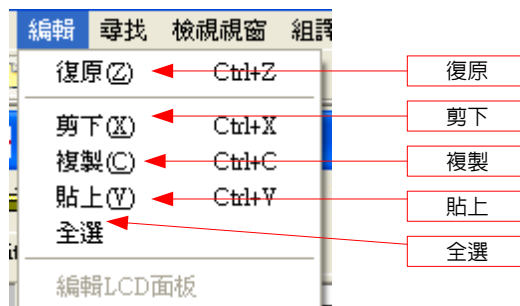 編輯 尋找 檢視視窗 組譯
復原(Z) Ctrl+Z 復原
剪下(X) Ctrl+X 剪下
複製(C) Ctrl+C 複製
貼上(V) Ctrl+V 貼上
全選 全選
編輯LCD面板